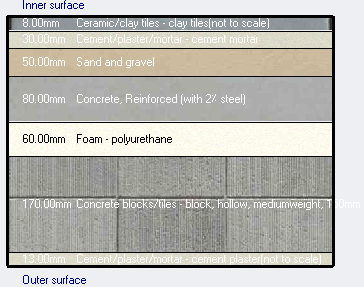 Inner surface
8.00mm Ceramic/clay tiles - clay tiles(not to scale)
30.00mm Cement/plaster/mortar - cement mortar
50.00mm Sand and gravel
80.00mm Concrete, Reinforced (with 2% steel)
60.00mm Foam - polyurethane
170.00mm Concrete blocks/tiles - block, hollow, mediumweight,
13.00mm Cement/plaster/mortar - cement plaster(not to scale)
Outer surface